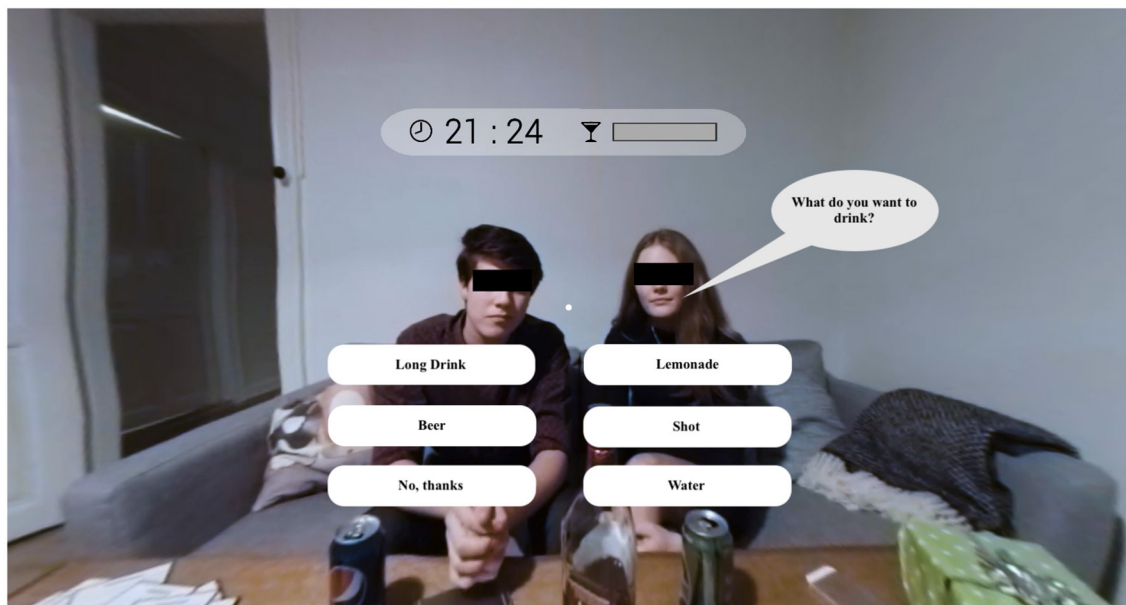 21 : 24
What do you want to
drink?
Long Drink
Lemonade
Beer
Shot
No, thanks
Water